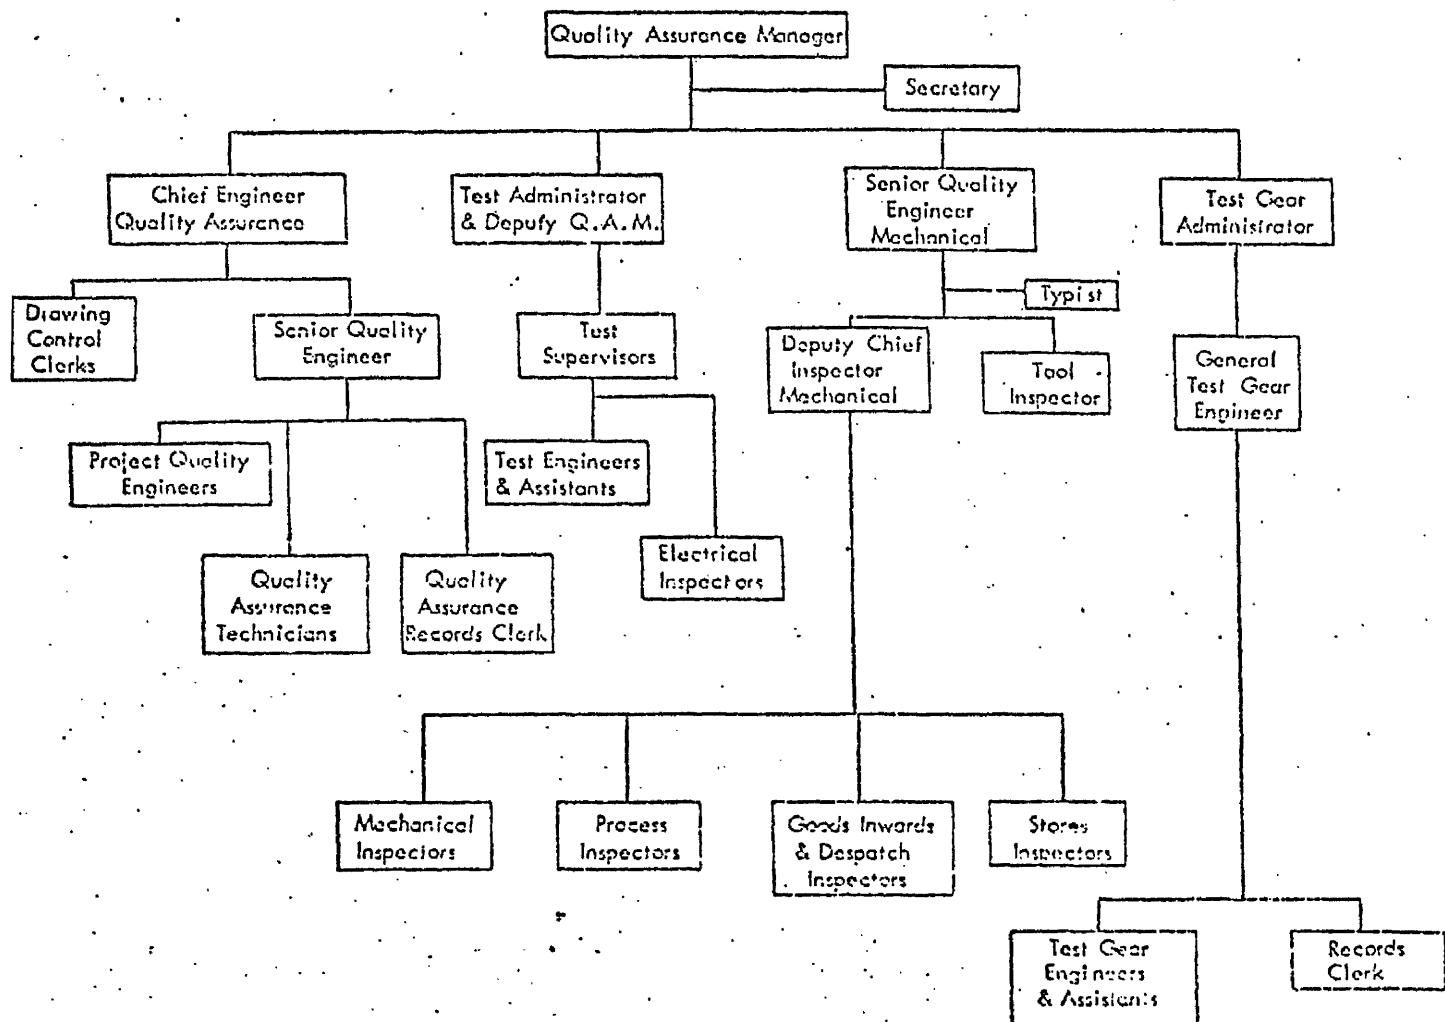 Quality Assurance Manager
Secretary
Chief Engineer
Quality Assurance
Test Administrator
& Deputy Q.A.M.
Senior Quality
Engineer
Mechanical
Test Gear
Administrator
Typist
Drawing
Control
Clerks
Senior Quality
Engineer
Test
Supervisors
Deputy Chief
Inspector
Mechanical
Tool
Inspector
General
Test Gear
Engineer
Project Quality
Engineers
Test Engineers
& Assistants
Electrical
Inspectors
Quality
Assurance
Technicians
Quality
Assurance
Records Clerk
Mechanical
Inspectors
Process
Inspectors
Goods Inwards
& Despatch
Inspectors
Stores
Inspectors
Test Gear
Engineers
& Assistants
Records
Clerk